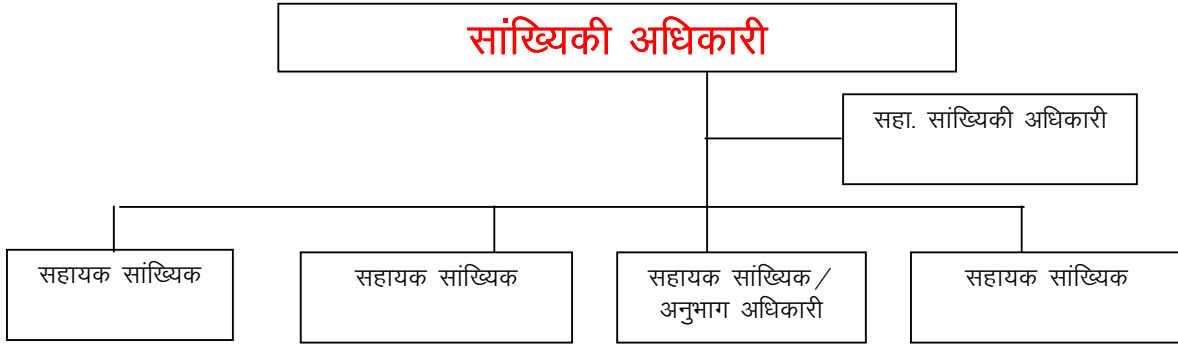 सांख्यिकी अधिकारी
सहा. सांख्यिकी अधिकारी
सहायक सांख्यिक
सहायक सांख्यिक
सहायक सांख्यिक /
अनुभाग अधिकारी
सहायक सांख्यिक